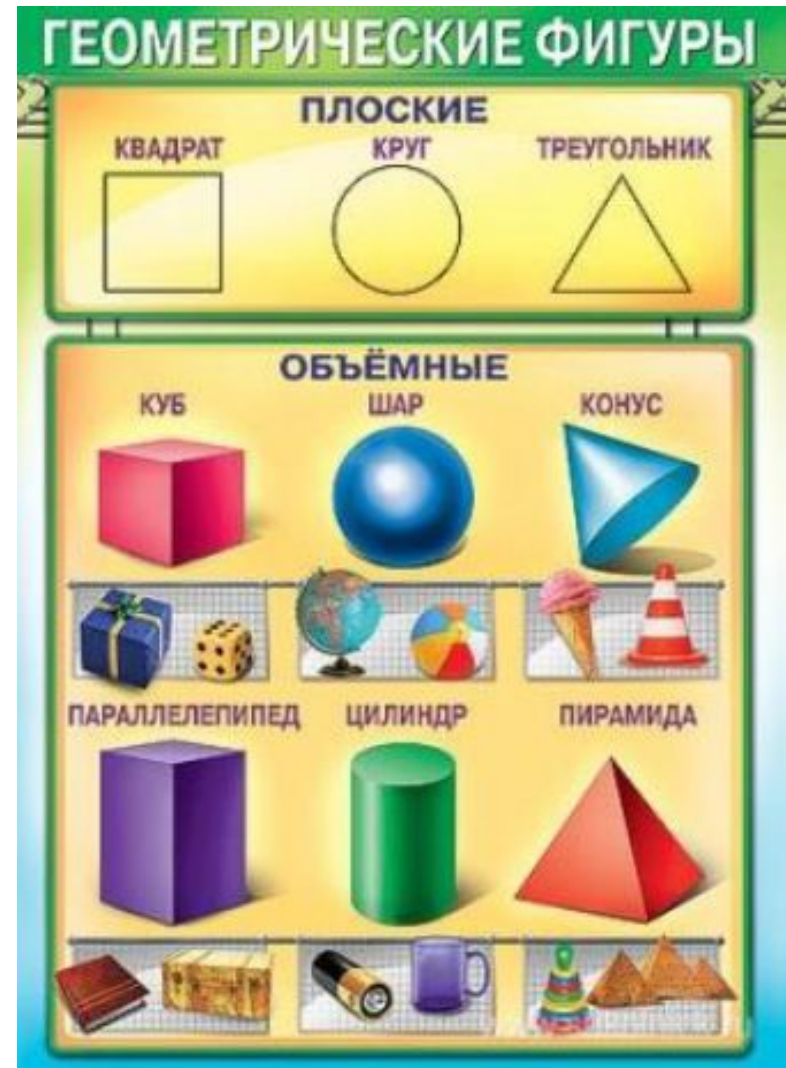 ГЕОМЕТРИЧЕСКИЕ ФИГУРЫ
ПЛОСКИЕ
КВАДРАТ КРУГ ТРЕУГОЛЬНИК
ОБЪЁМНЫЕ
КУБ ШАР КОНУС
ПАРАЛЛЕЛЕПИПЕД ЦИЛИНДР ПИРАМИДА